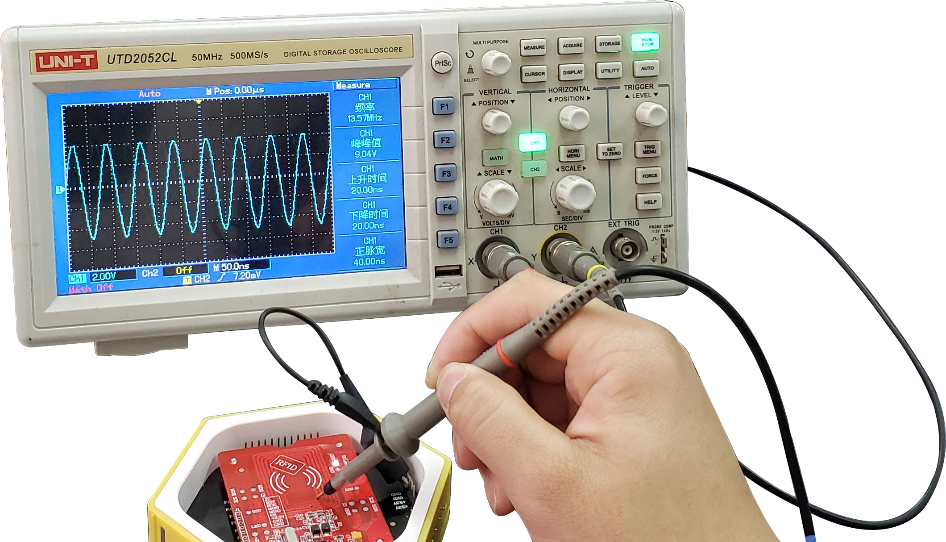 UNI-T UTD2052CL 50MHz 500MS/s DIGITAL STORAGE OSCILLOSCOPE
Auto M Pos: 0.00μs
Measure
CH1
频率
13.57MHz
CH1
峰峰值
9.04V
CH1
上升时间
20.00ns
CH1
下降时间
20.00ns
CH1
正脉宽
40.00ns
CH1 2.00V CH2 Off M 50.0ns
CH2 7.20mV
Math Off
PrtSc
F1
F2
F3
F4
F5
MULTI PURPOSE
SELECT
MEASURE ACQUIRE STORAGE RUN/STOP
CURSOR DISPLAY UTILITY AUTO
VERTICAL HORIZONTAL TRIGGER
POSITION POSITION LEVEL
CH1
MATH CH2
HORI MENU
SET TO ZERO
TRIG MENU
FORCE
HELP
SCALE SCALE
VOLTS/DIV SEC/DIV
CH1 CH2 EXT TRIG
X Y
RFID